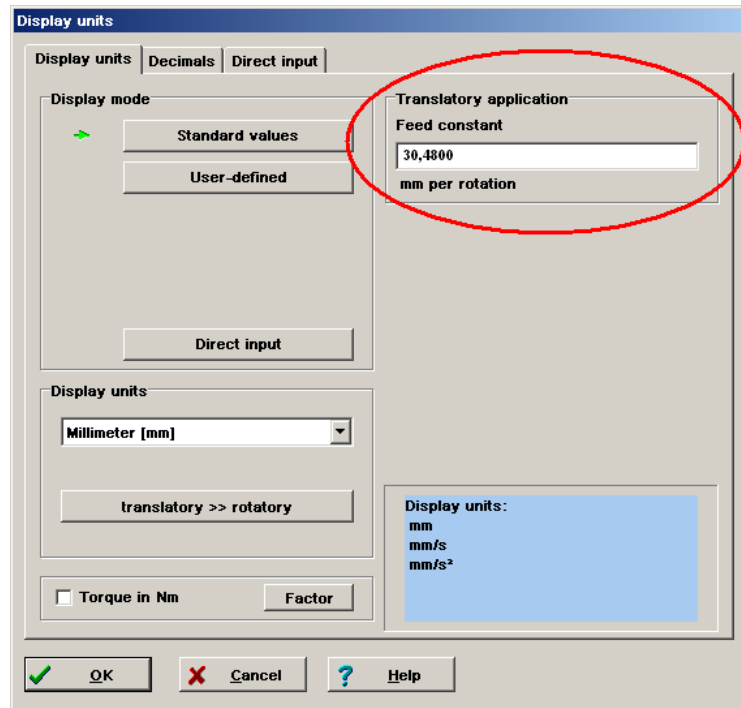 Display units
Display units
Decimals
Direct input
Display mode
Standard values
User-defined
Direct input
Translatory application
Feed constant
30,4800
mm per rotation
Display units
Millimeter [mm]
translatory >> rotatory
Torque in Nm
Factor
Display units:
mm
mm/s
mm/s²
OK
Cancel
Help